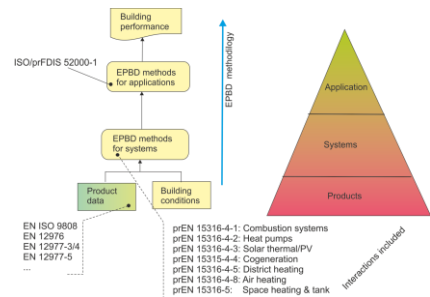 Building
performance
ISO/prFDIS 52000-1
EPBD methods
for applications
EPBD methodilogy
EPBD methods
for systems
Product
data
Building
conditions
EN ISO 9808
EN 12976
EN 12977-3/4
EN 12977-5
...
prEN 15316-4-1: Combustion systems
prEN 15316-4-2: Heat pumps
prEN 15316-4-3: Solar thermal/PV
prEN 15315-4-4: Cogeneration
prEN 15316-4-5: District heating
prEN 15316-4-8: Air heating
prEN 15316-5: Space heating & tank
Application
Systems
Products
Interactions included